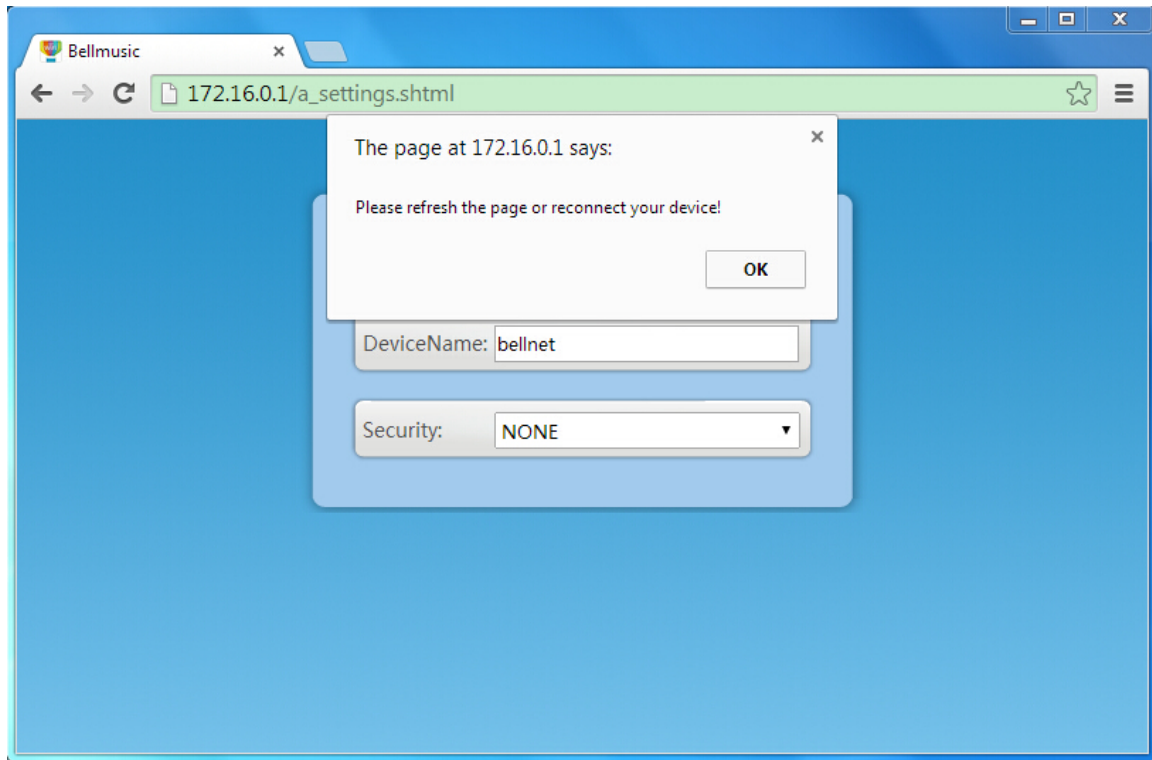 Bellmusic
172.16.0.1/a_settings.shtml
The page at 172.16.0.1 says:
Please refresh the page or reconnect your device!
OK
DeviceName: bellnet
Security: NONE